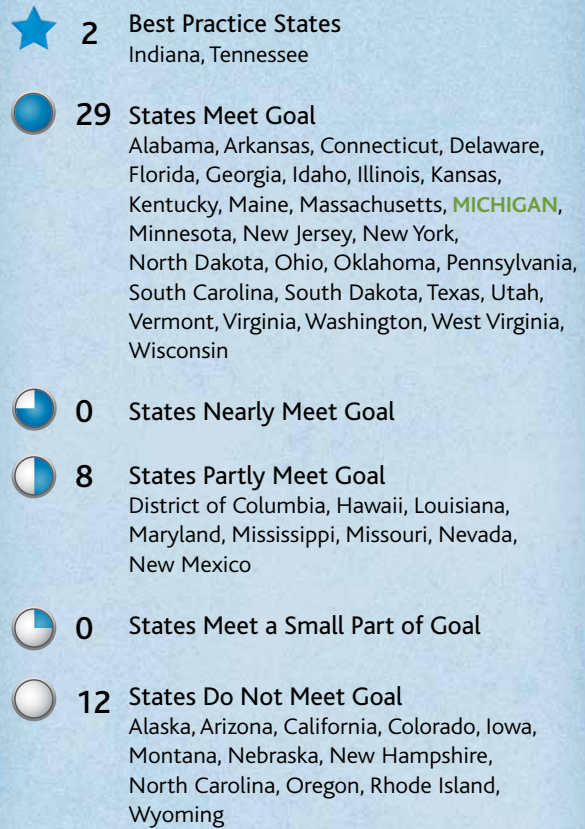 2 Best Practice States
Indiana, Tennessee
29 States Meet Goal
Alabama, Arkansas, Connecticut, Delaware,
Florida, Georgia, Idaho, Illinois, Kansas,
Kentucky, Maine, Massachusetts, MICHIGAN,
Minnesota, New Jersey, New York,
North Dakota, Ohio, Oklahoma, Pennsylvania,
South Carolina, South Dakota, Texas, Utah,
Vermont, Virginia, Washington, West Virginia,
Wisconsin
0 States Nearly Meet Goal
8 States Partly Meet Goal
District of Columbia, Hawaii, Louisiana,
Maryland, Mississippi, Missouri, Nevada,
New Mexico
0 States Meet a Small Part of Goal
12 States Do Not Meet Goal
Alaska, Arizona, California, Colorado, Iowa,
Montana, Nebraska, New Hampshire,
North Carolina, Oregon, Rhode Island,
Wyoming